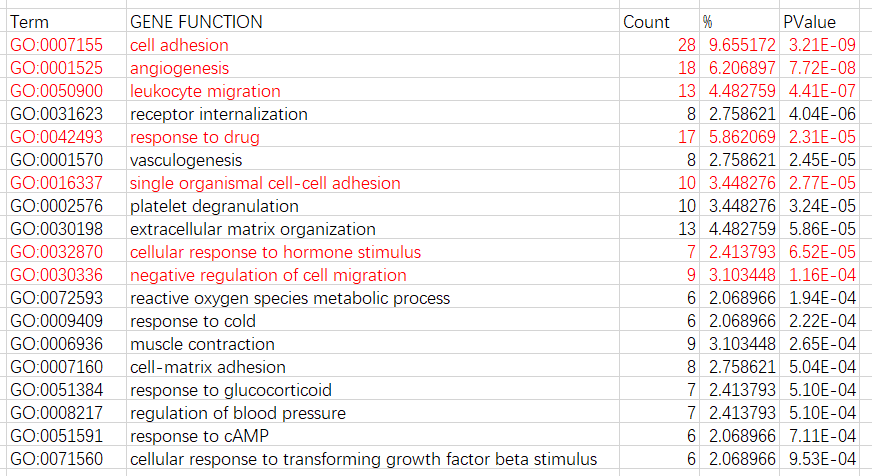 Term GENE FUNCTION Count % PValue
GO:0007155 cell adhesion 28 9.655172 3.21E-09
GO:0001525 angiogenesis 18 6.206897 7.72E-08
GO:0050900 leukocyte migration 13 4.482759 4.41E-07
GO:0031623 receptor internalization 8 2.758621 4.04E-06
GO:0042493 response to drug 17 5.862069 2.31E-05
GO:0001570 vasculogenesis 8 2.758621 2.45E-05
GO:0016337 single organismal cell-cell adhesion 10 3.448276 2.77E-05
GO:0002576 platelet degranulation 10 3.448276 3.24E-05
GO:0030198 extracellular matrix organization 13 4.482759 5.86E-05
GO:0032870 cellular response to hormone stimulus 7 2.413793 6.52E-05
GO:0030336 negative regulation of cell migration 9 3.103448 1.16E-04
GO:0072593 reactive oxygen species metabolic process 6 2.068966 1.94E-04
GO:0009409 response to cold 6 2.068966 2.22E-04
GO:0006936 muscle contraction 9 3.103448 2.65E-04
GO:0007160 cell-matrix adhesion 8 2.758621 5.04E-04
GO:0051384 response to glucocorticoid 7 2.413793 5.10E-04
GO:0008217 regulation of blood pressure 7 2.413793 5.10E-04
GO:0051591 response to cAMP 6 2.068966 7.11E-04
GO:0071560 cellular response to transforming growth factor beta stimulus 6 2.068966 9.53E-04